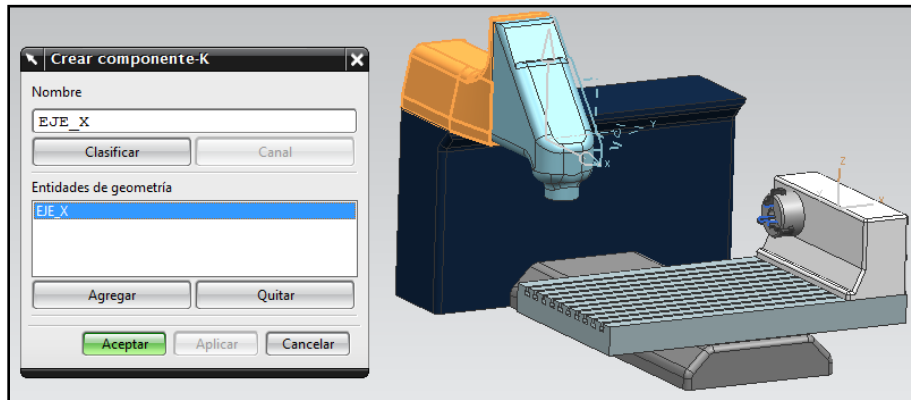 Crear componente-K
Nombre
EJE_X
Clasificar
Canal
Entidades de geometría
EJE_X
Agregar
Quitar
Aceptar
Aplicar
Cancelar
Y
X
Z
X